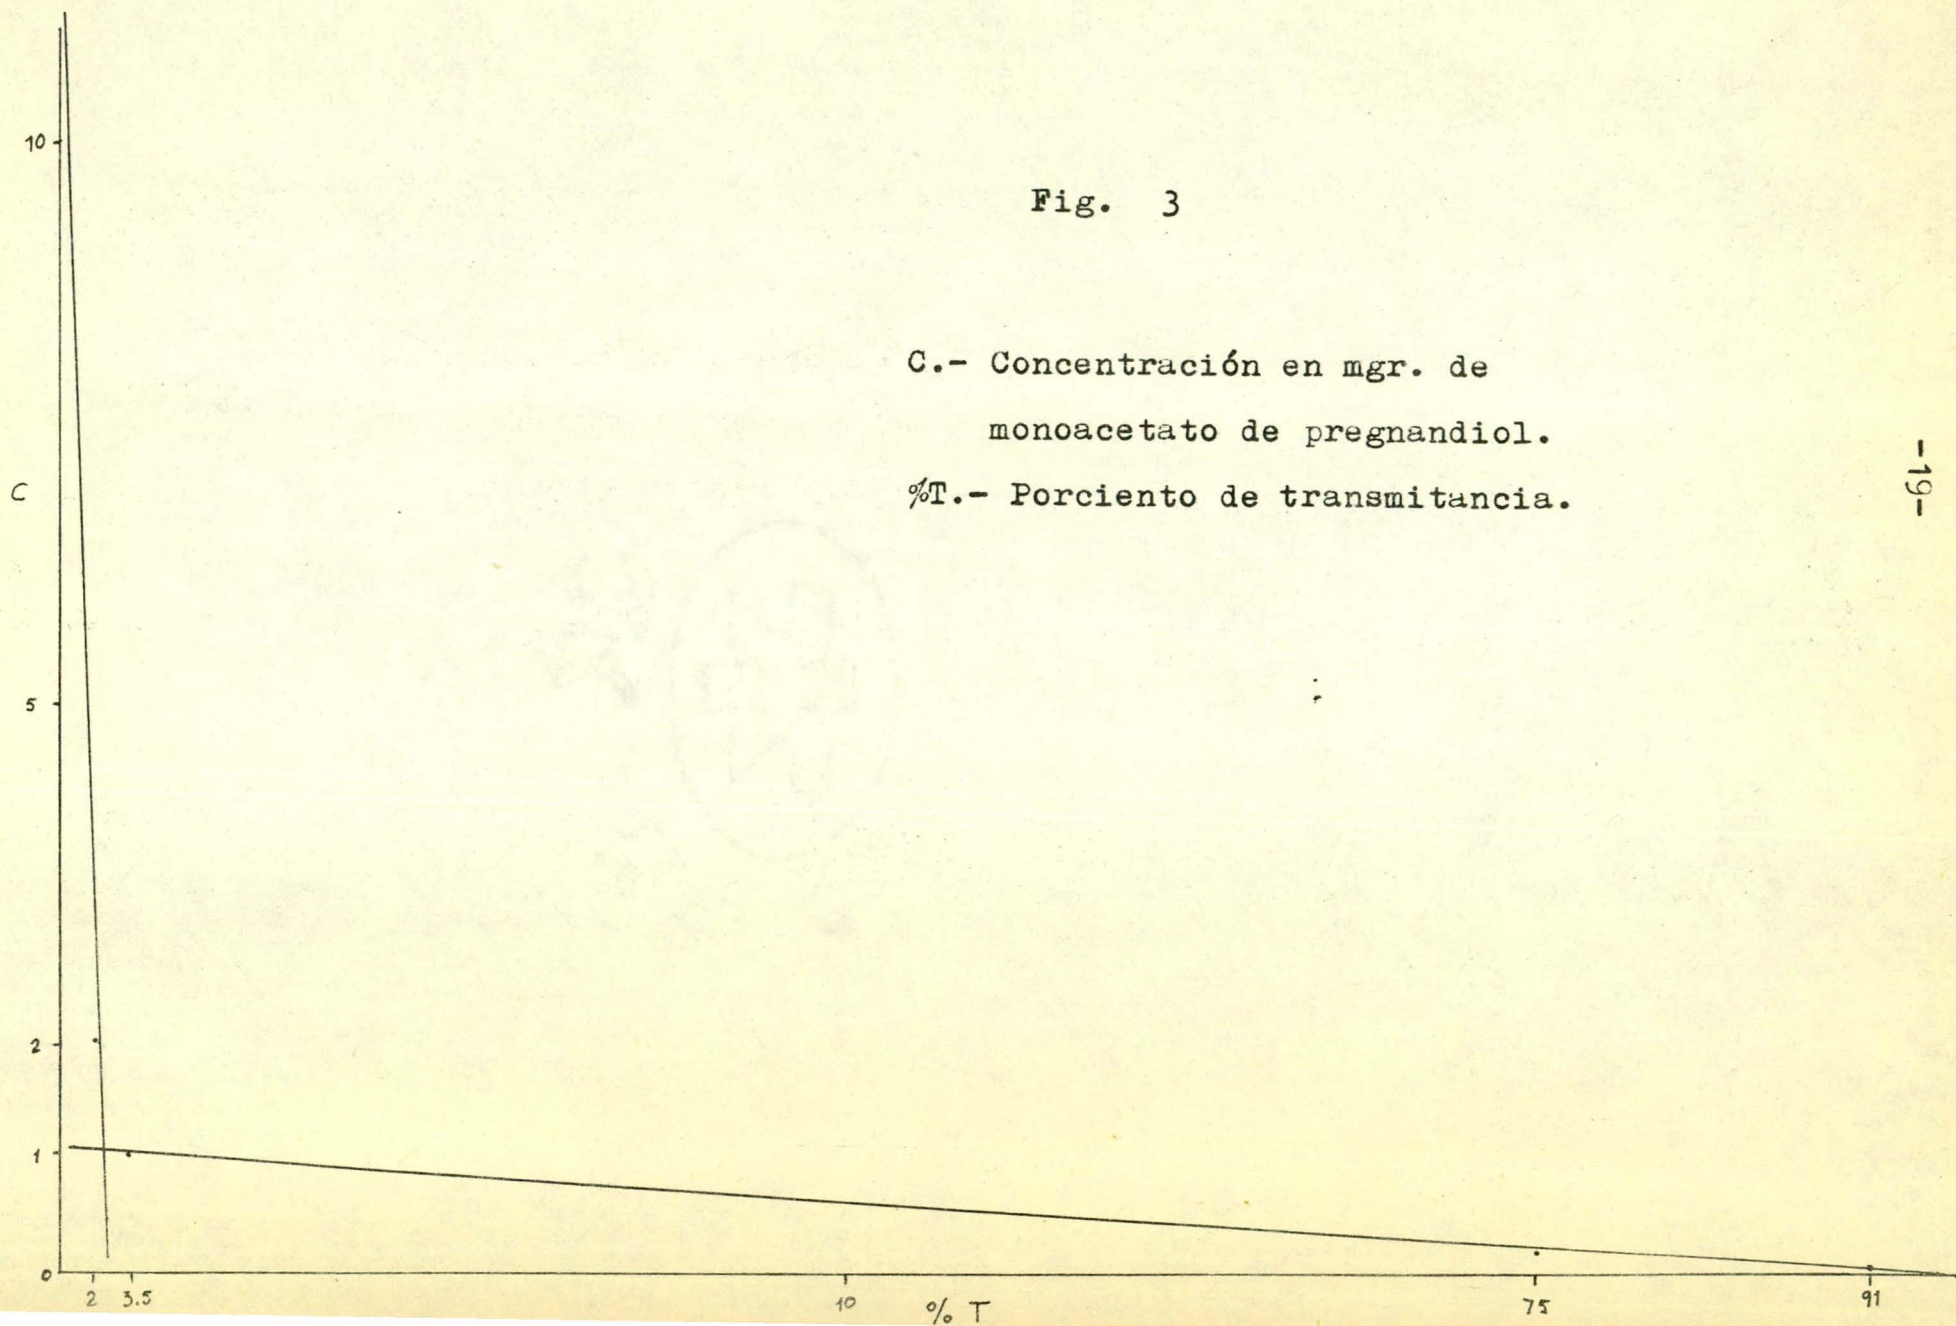 Fig. 3
C.- Concentración en mgr. de
monoacetato de pregnandiol.
%T.- Porciento de transmitancia.
-19-
10
C
5
2
1
0
2 3.5 10 % T 75 91